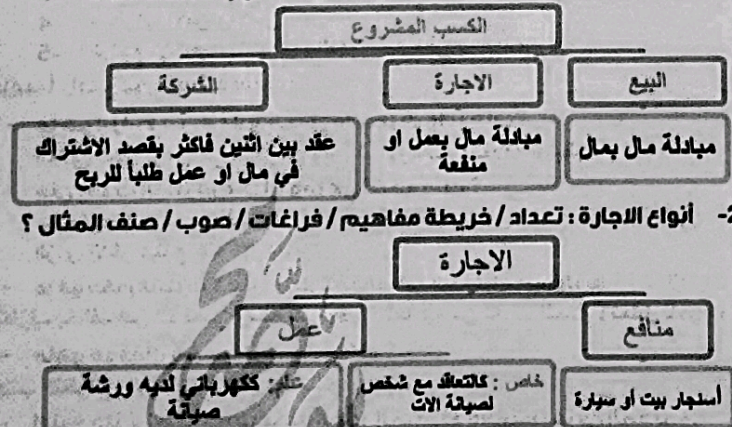 الكسب المشروع
البيع
الاجارة
الشركة
مبادلة مال بمال
مبادلة مال بعمل او
منفعة
عقد بين اثنين فاكثر بقصد الاشتراك
في مال او عمل طلباً للربح
2- أنواع الاجارة : تعداد / خريطة مفاهيم / فراغات / صوب / صنف المثال ؟
الاجارة
منافع
عمل
أستجار بيت أو سيارة
خاص : كالتعاقد مع شخص
لصيانة الات
عام: ككهربائي لديه ورشة
صيانة